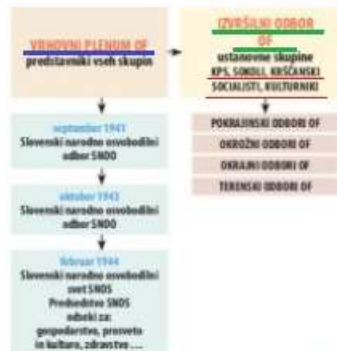 VRHOVNI PLENUM OF
predstavniki vseh skupin
IZVRŠILNI ODBOR
OF
ustanovne skupine
KPS, SOKOLI, KRŠČANSKI
SOCIALISTI, KULTURNIKI
september 1941
Slovenski narodno osvobodilni
odbor SNOO
oktober 1943
Slovenski narodno osvobodilni
odbor SNOO
februar 1944
Slovenski narodno osvobodilni
svet SNOS
Predsedstvo SNOS
odseki za:
gospodarstvo, prosveto
in kulturo, zdravstvo ...
POKRAJINSKI ODBORI OF
OKROŽNI ODBORI OF
OKRAJNI ODBORI OF
TERENSKI ODBORI OF